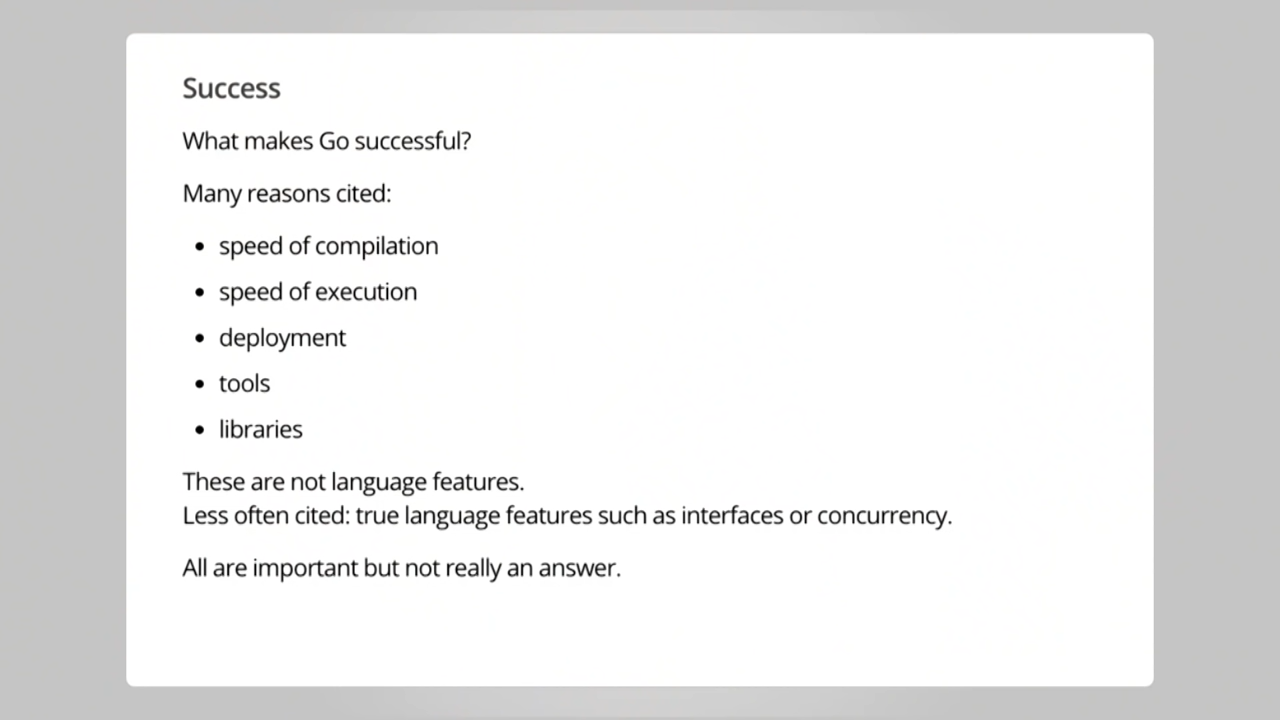 Success
What makes Go successful?
Many reasons cited:
• speed of compilation
• speed of execution
• deployment
• tools
• libraries
These are not language features.
Less often cited: true language features such as interfaces or concurrency.
All are important but not really an answer.